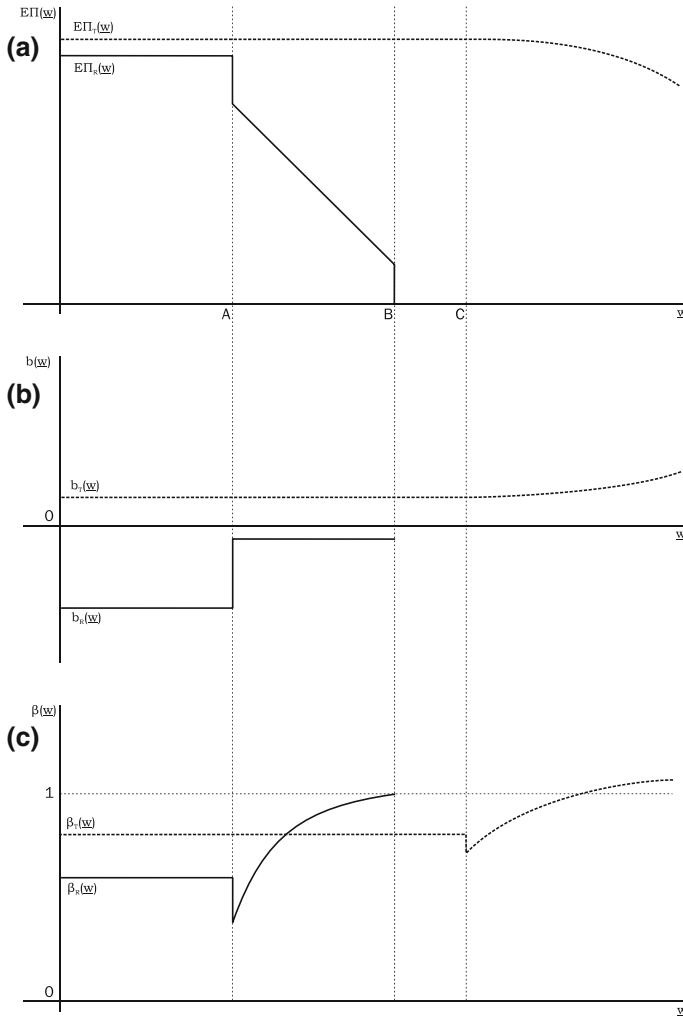 EΠ(w)
(a)
EΠT(w)
EΠR(w)
A
B
C
w
b(w)
(b)
bT(w)
0
w
bR(w)
β(w)
(c)
1
βT(w)
βR(w)
0
w